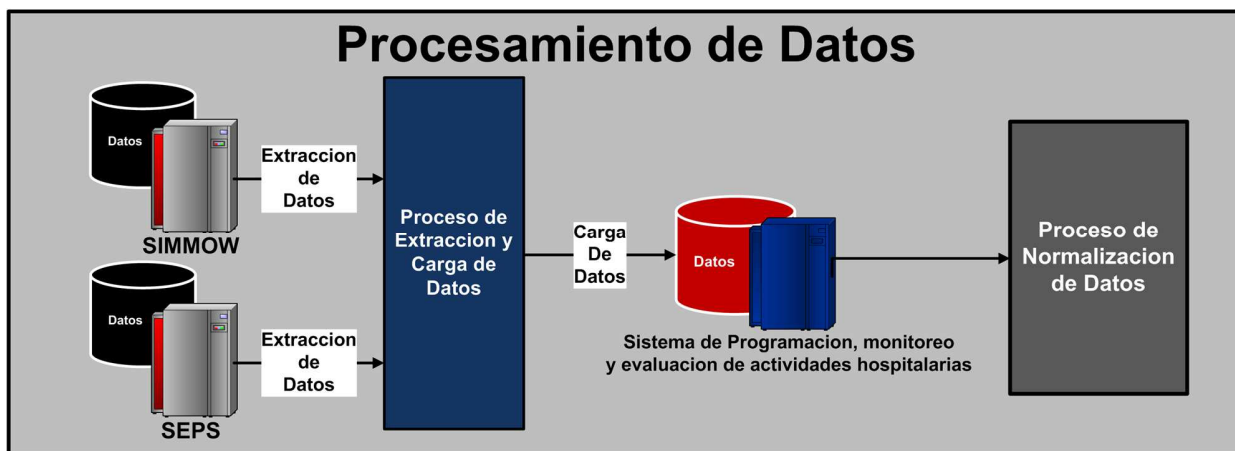 Procesamiento de Datos
Datos
SIMMOW
Extraccion
de
Datos
Datos
SEPS
Extraccion
de
Datos
Proceso de
Extraccion y
Carga de
Datos
Carga
De
Datos
Datos
Sistema de Programacion, monitoreo
y evaluacion de actividades hospitalarias
Proceso de
Normalizacion
de Datos